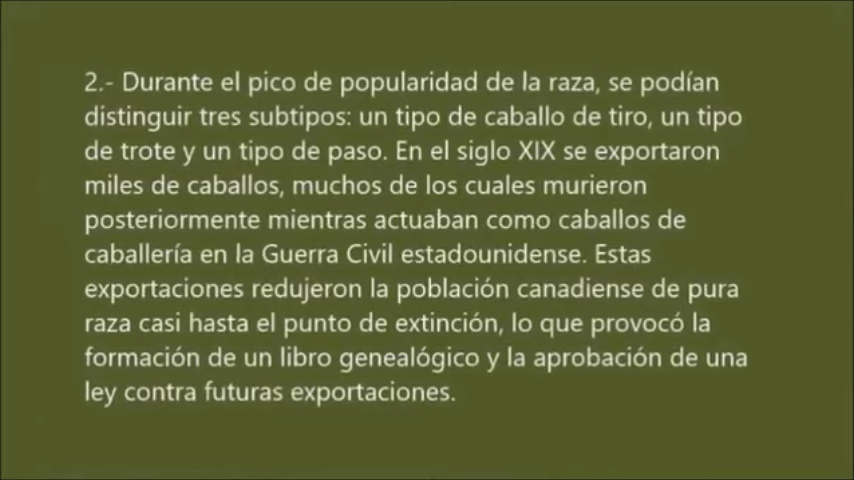 2.- Durante el pico de popularidad de la raza, se podían
distinguir tres subtipos: un tipo de caballo de tiro, un tipo
de trote y un tipo de paso. En el siglo XIX se exportaron
miles de caballos, muchos de los cuales murieron
posteriormente mientras actuaban como caballos de
caballería en la Guerra Civil estadounidense. Estas
exportaciones redujeron la población canadiense de pura
raza casi hasta el punto de extinción, lo que provocó la
formación de un libro genealógico y la aprobación de una
ley contra futuras exportaciones.